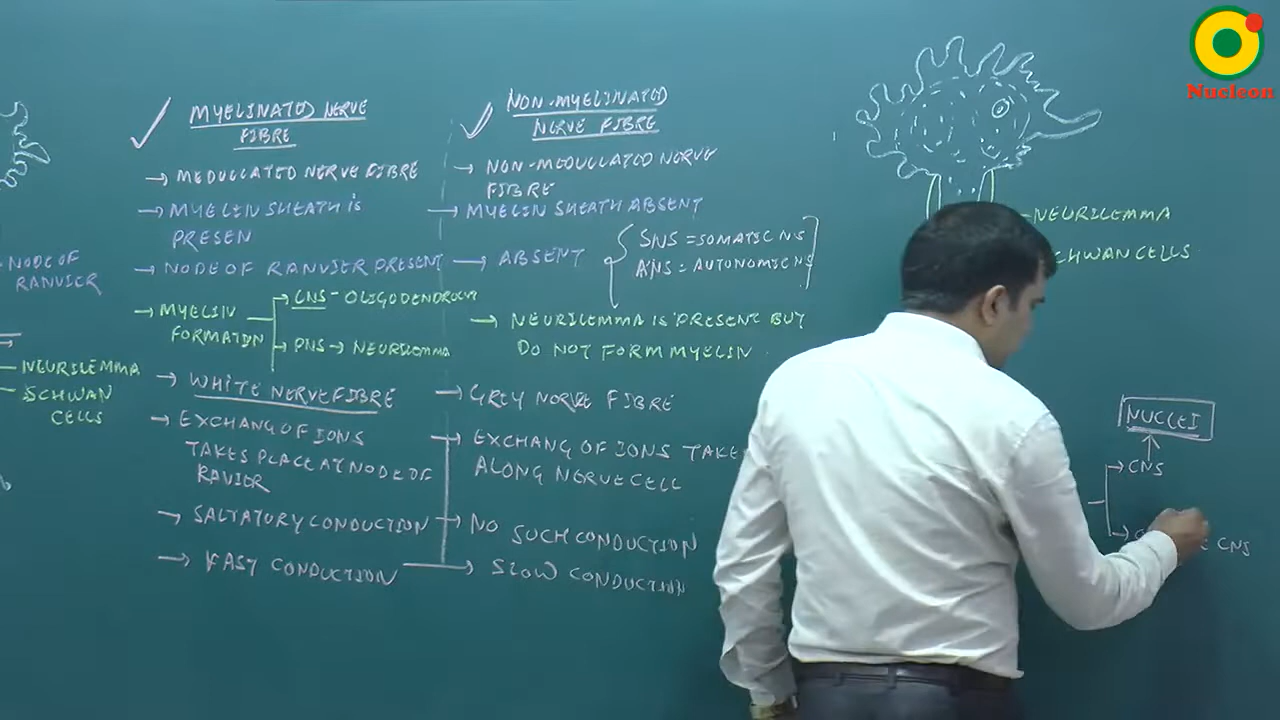 Nucleon
NODE OF
RANVIER
NEURILEMMA
SCHWAN
CELLS
MYELINATED NERVE
FIBRE
MEDULLATED NERVE FIBRE
MYELIN SHEATH is
PRESEN
NODE OF RANVIER PRESENT
MYELIN
FORMATION
CNS - OLIGODENDROCYT
PNS → NEURILEMMA
WHITE NERVE FIBRE
EXCHANG OF IONS
TAKES PLACE AT NODE OF
RAVIER
SALTATORY CONDUCTION
FAST CONDUCTION
NON-MYELINATED
NERVE FIBRE
NON-MEDULLATED NERVE
FIBRE
MYELIN SHEATH ABSENT
ABSENT
SNS = SOMATIC NS
ANS = AUTONOMIC NS
NEURILEMMA IS PRESENT BUT
DO NOT FORM MYELIN
GREY NORVE FIBRE
EXCHANG OF IONS TAKE
ALONG NERVE CELL
NO SUCH CONDUCTION
SLOW CONDUCTION
NEURILEMMA
CHWAN CELLS
NUCLEI
CNS
CNS